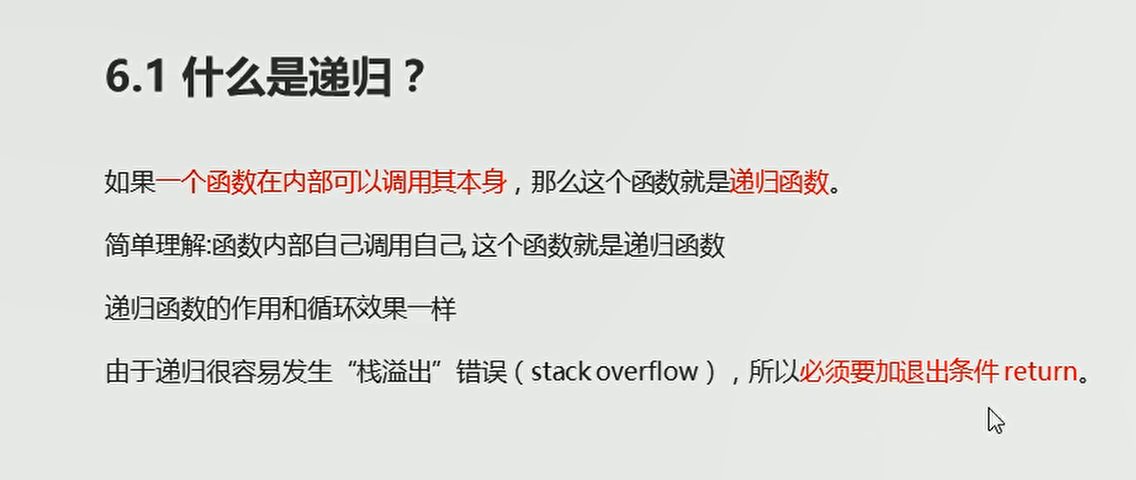 6.1 什么是递归？
如果一个函数在内部可以调用其本身，那么这个函数就是递归函数。
简单理解:函数内部自己调用自己, 这个函数就是递归函数
递归函数的作用和循环效果一样
由于递归很容易发生“栈溢出”错误（stack overflow），所以必须要加退出条件 return。